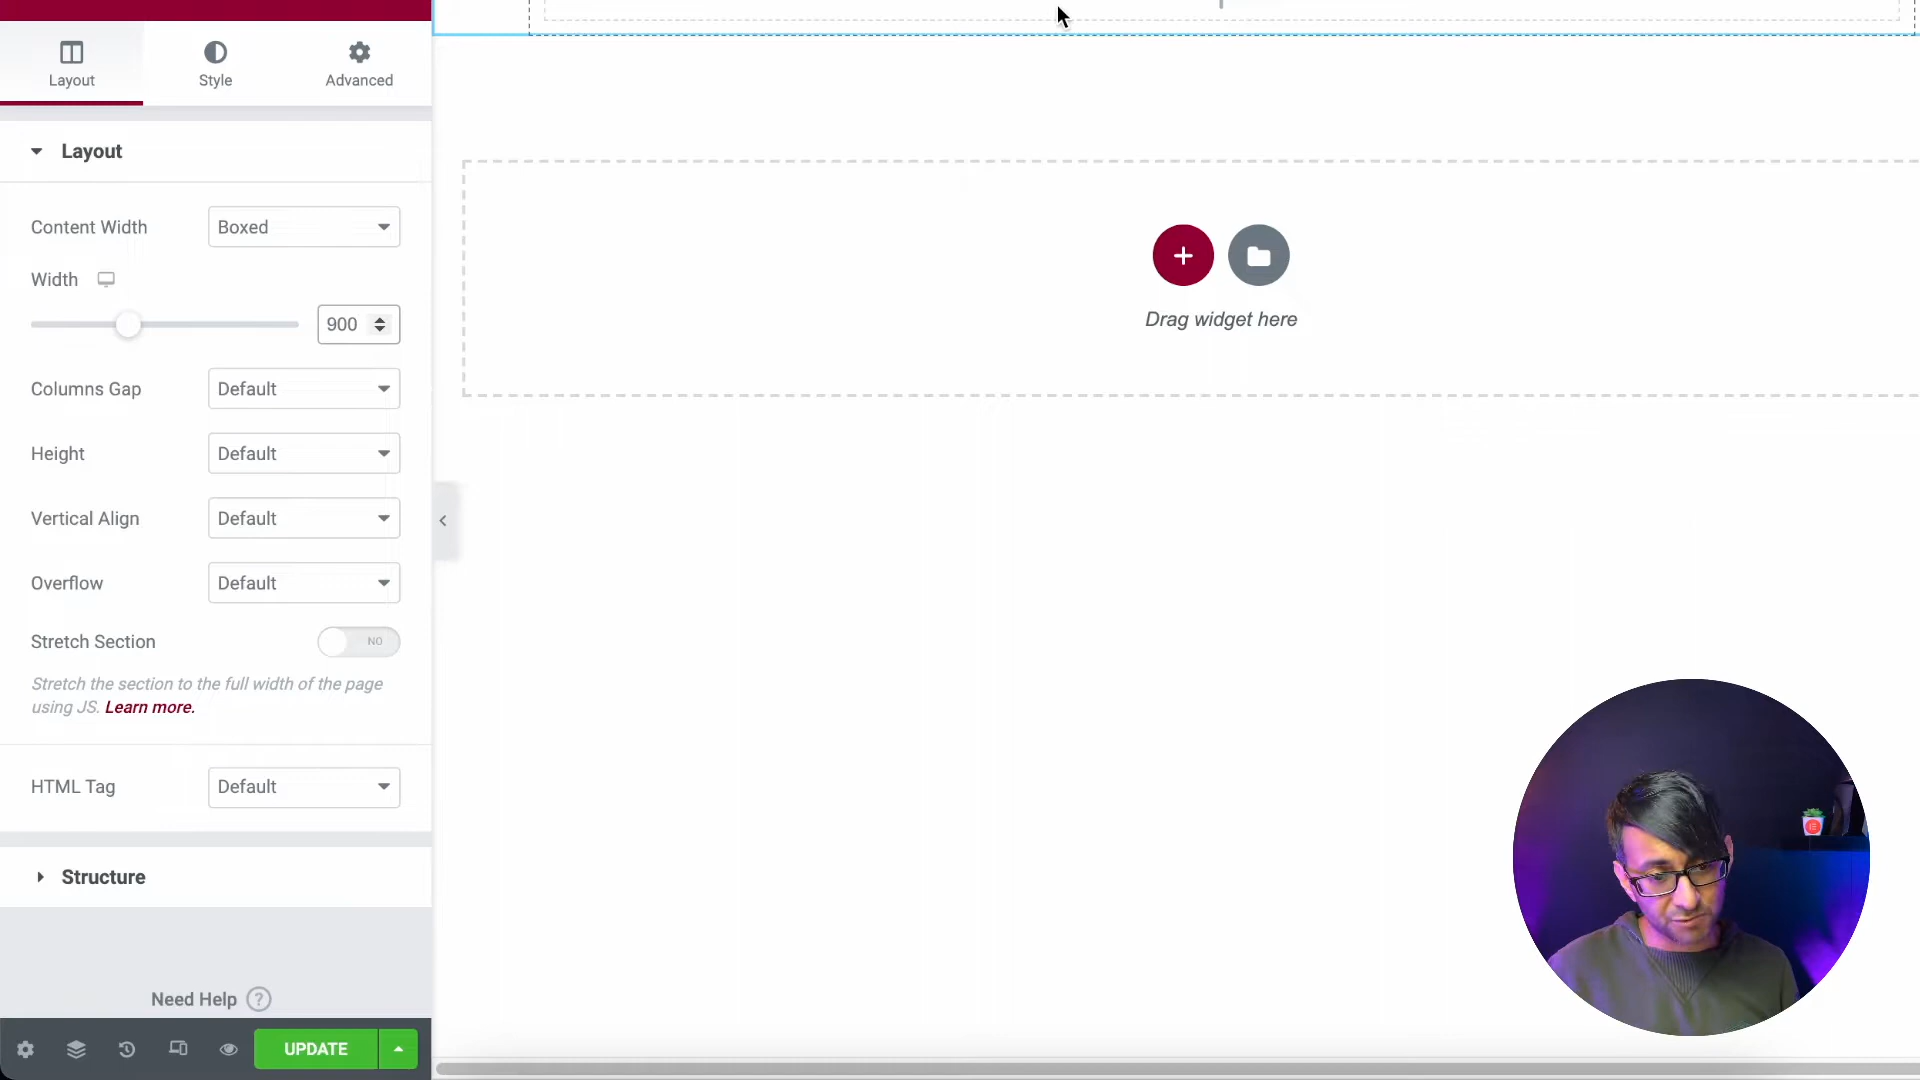 Layout
Style
Advanced
Layout
Content Width
Boxed
Width
900
Columns Gap
Default
Height
Default
Vertical Align
Default
Overflow
Default
Stretch Section
NO
Stretch the section to the full width of the page
using JS. Learn more.
HTML Tag
Default
Structure
Need Help ?
UPDATE
Drag widget here